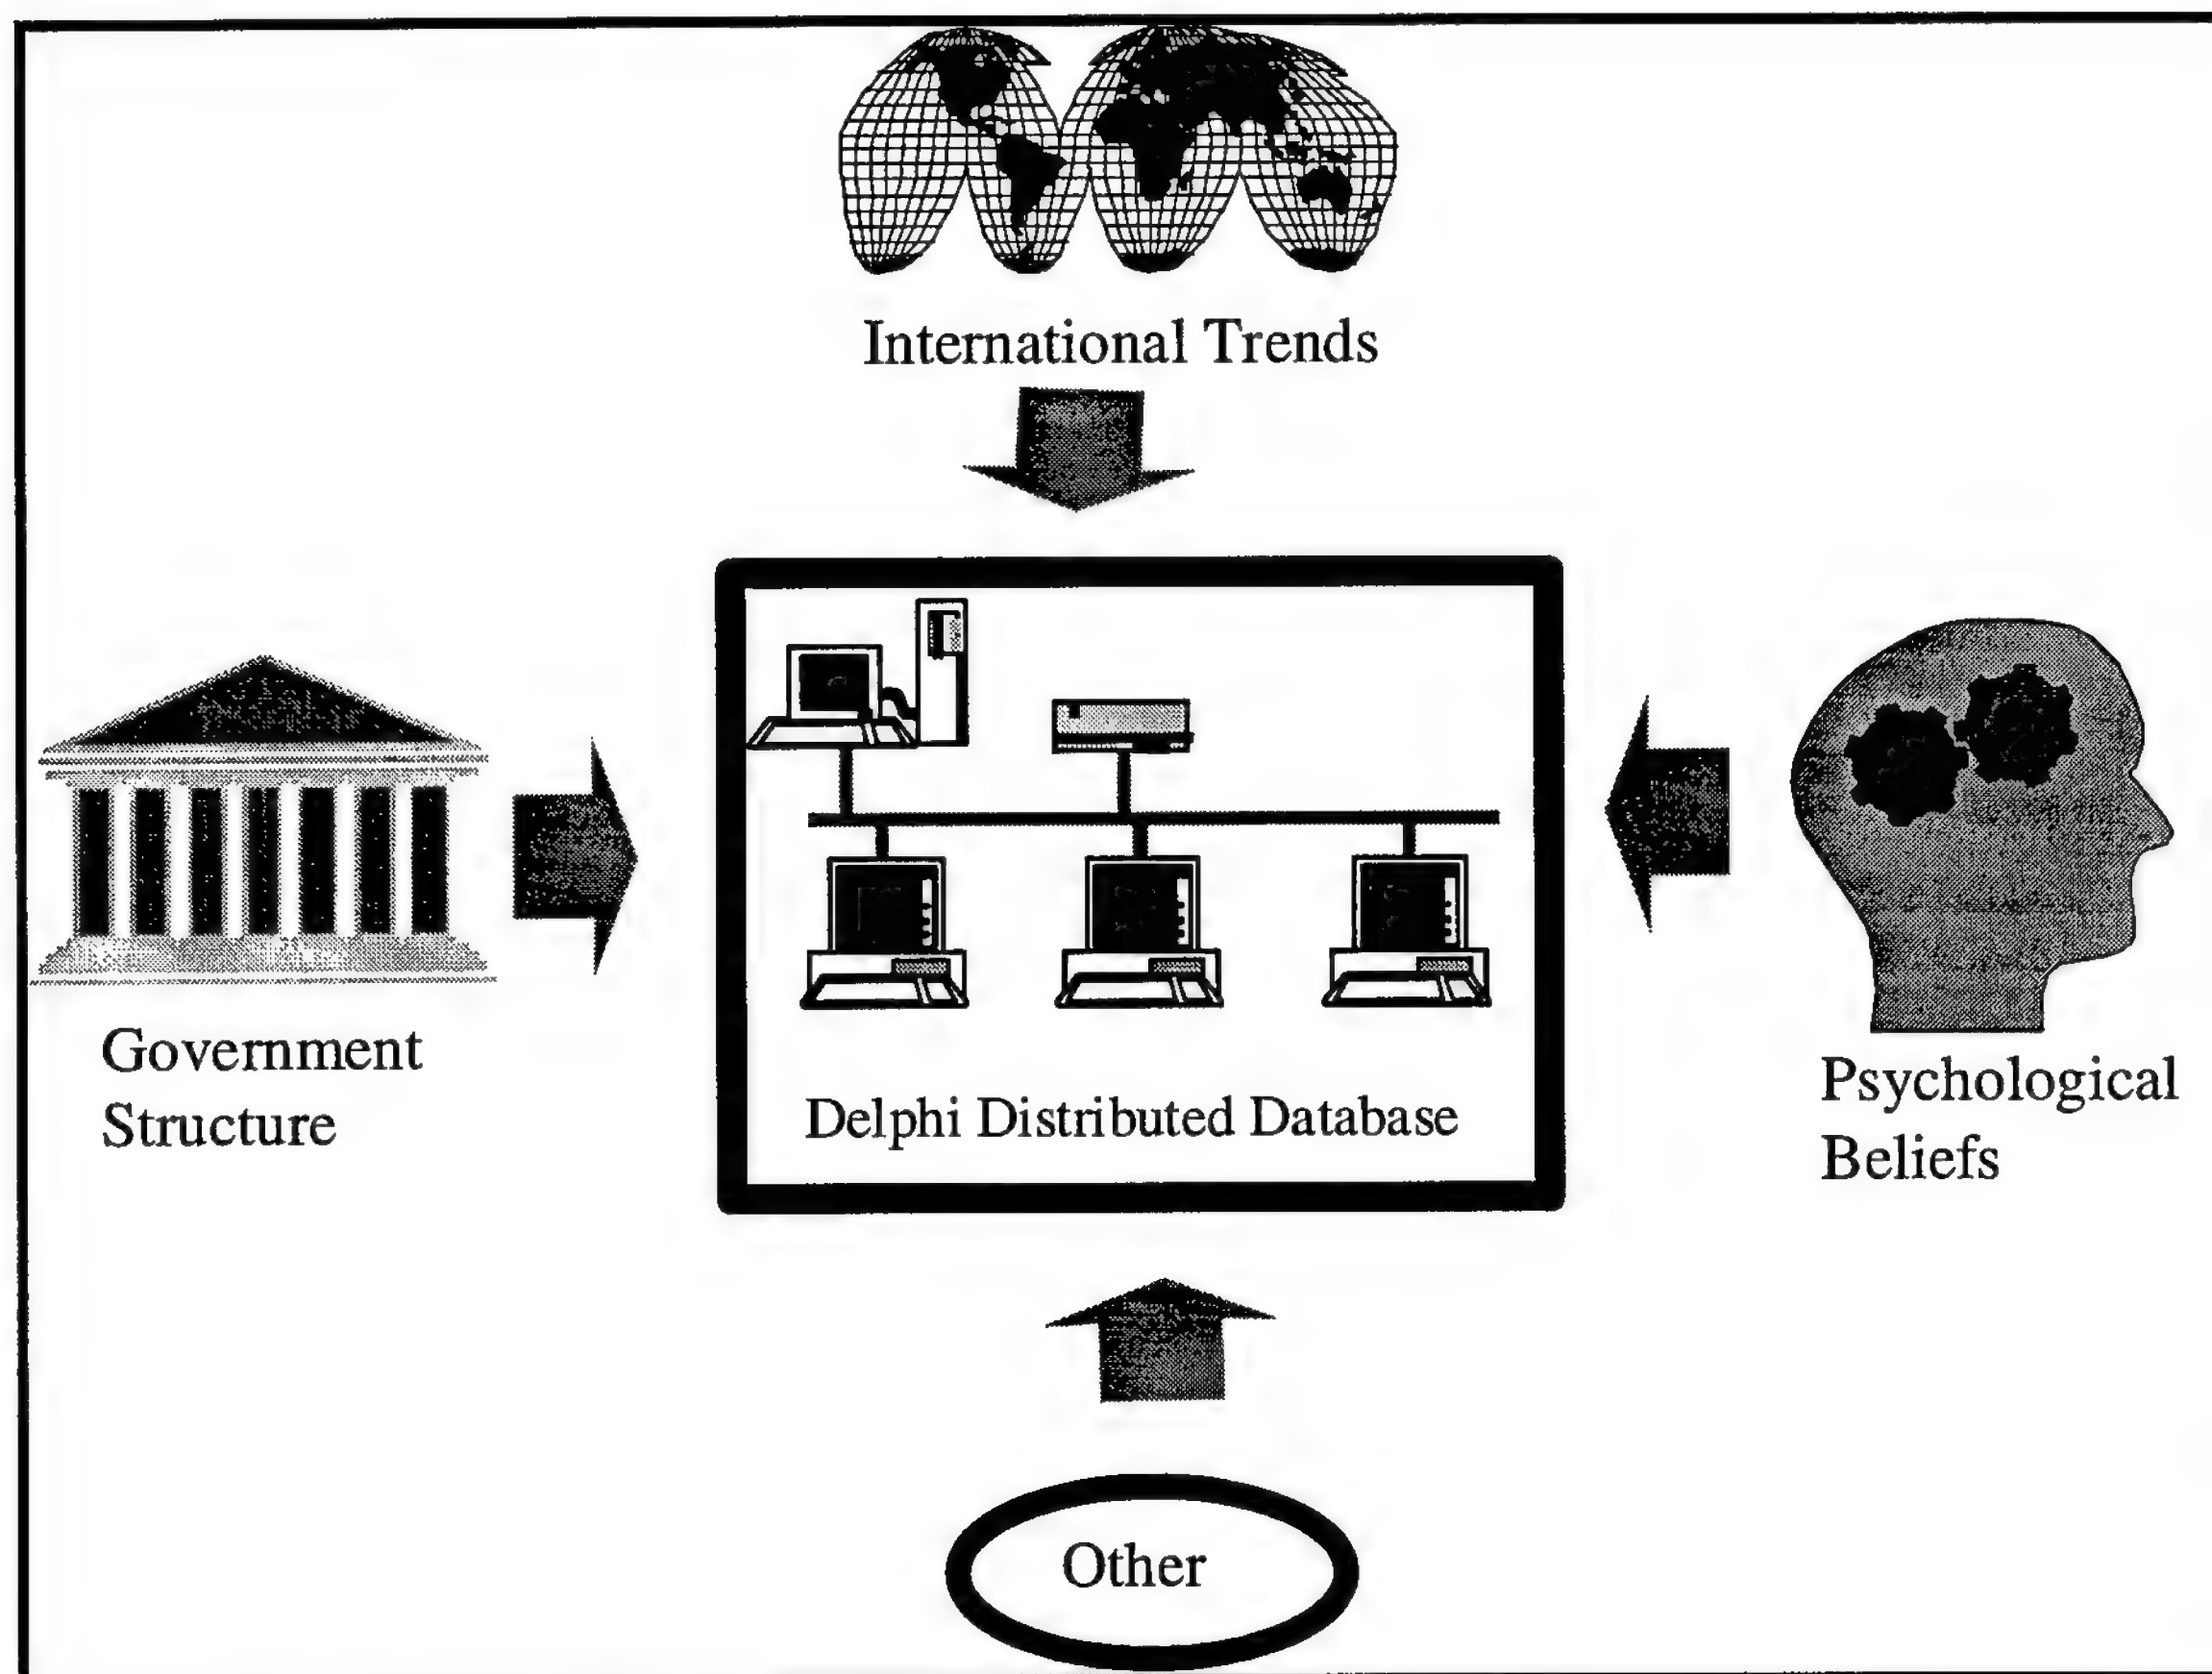 International Trends
Government
Structure
Delphi Distributed Database
Psychological
Beliefs
Other